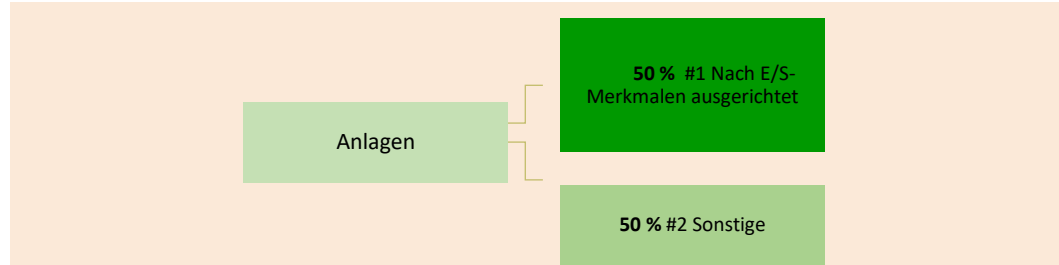 50 % #1 Nach E/S-
Merkmalen ausgerichtet
Anlagen
50 % #2 Sonstige